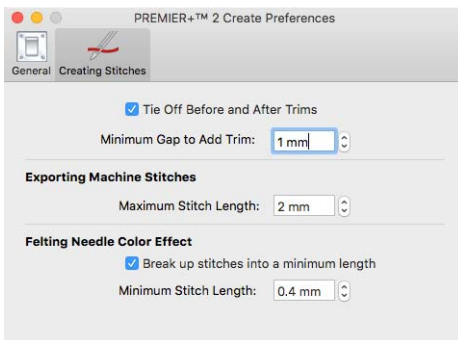 PREMIER+™ 2 Create Preferences
General Creating Stitches
Tie Off Before and After Trims
Minimum Gap to Add Trim: 1 mm
Exporting Machine Stitches
Maximum Stitch Length: 2 mm
Felting Needle Color Effect
Break up stitches into a minimum length
Minimum Stitch Length: 0.4 mm